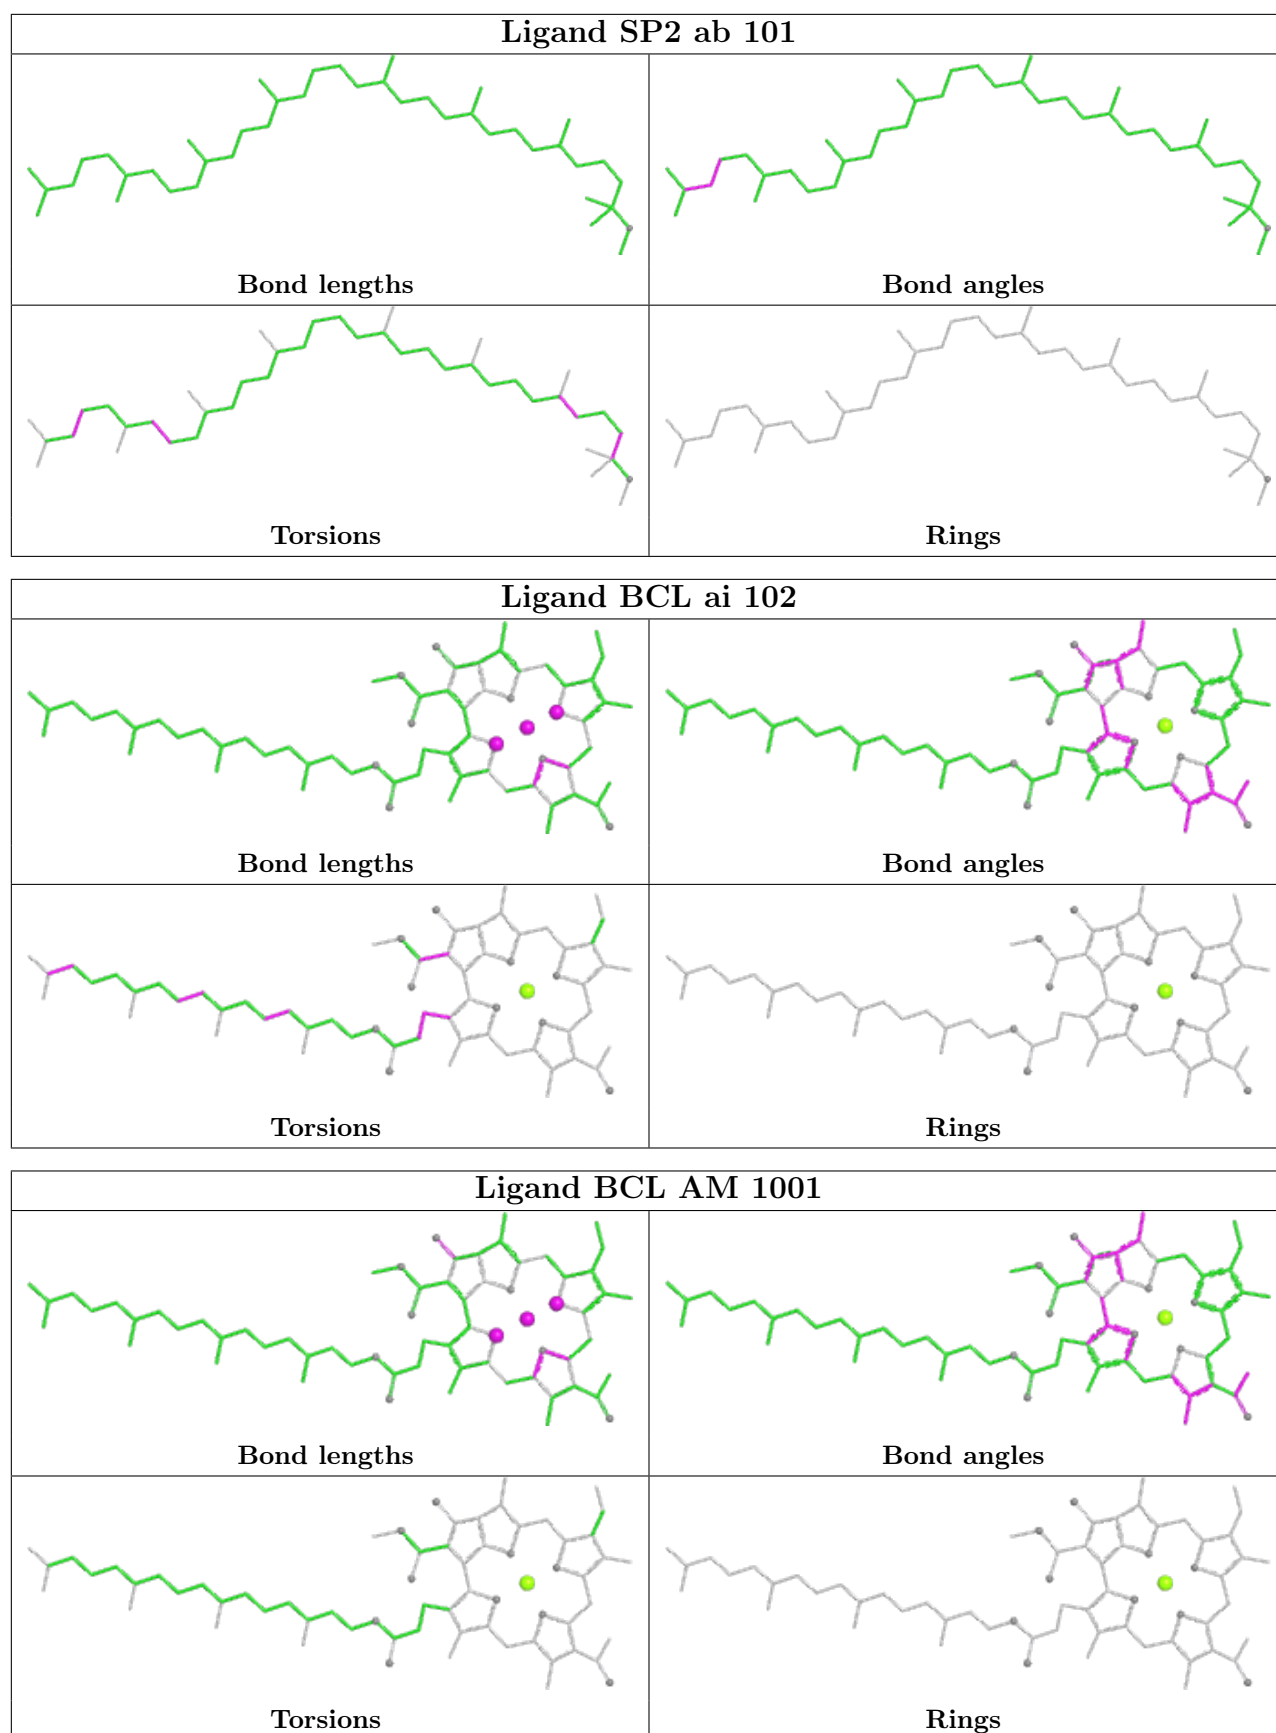 Ligand SP2 ab 101
Bond lengths
Bond angles
Torsions
Rings
Ligand BCL ai 102
Bond lengths
Bond angles
Torsions
Rings
Ligand BCL AM 1001
Bond lengths
Bond angles
Torsions
Rings